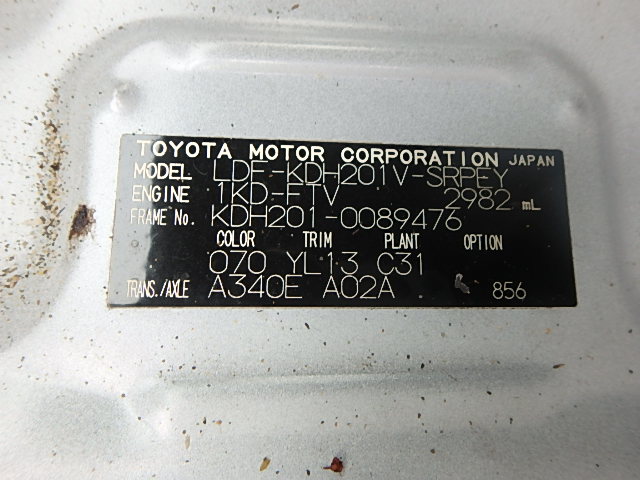 TOYOTA MOTOR CORPORATION JAPAN
MODEL LDF-KDH201V-SRPEY
ENGINE 1KD-FTV 2982 mL
FRAME No. KDH201-0089476
COLOR TRIM PLANT OPTION
070 YL13 C31
TRANS./AXLE A340E A02A 856